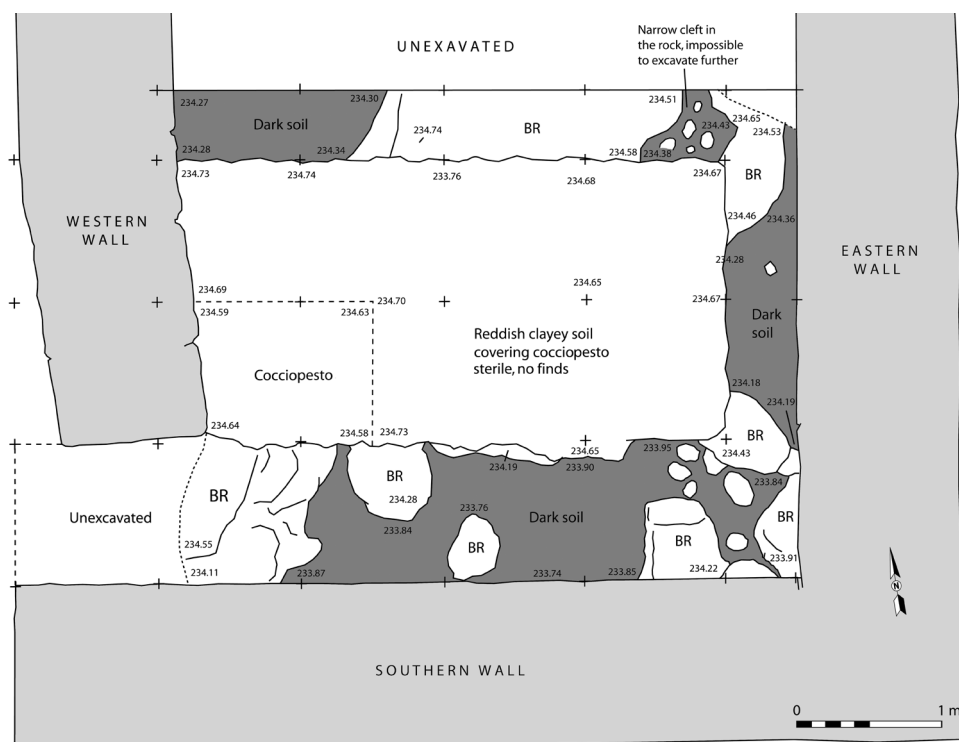 Narrow cleft in
the rock, impossible
to excavate further
UNEXAVATED
234.27
234.30
234.51
234.65
Dark soil
BR
234.74
234.43
234.53
234.28
234.34
234.58
234.38
234.73
234.74
233.76
234.68
234.67
BR
WESTERN
WALL
234.46
234.36
EASTERN
WALL
234.28
234.69
234.70
234.65
234.67
234.59
234.63
Dark
soil
Reddish clayey soil
covering cocciopesto
sterile, no finds
Cocciopesto
234.18
234.19
234.64
234.58
234.73
234.65
233.95
BR
234.43
234.19
233.90
BR
BR
234.28
233.84
Unexcavated
233.84
233.76
Dark soil
BR
234.55
BR
BR
233.91
234.11
233.87
233.74
233.85
234.22
N
SOUTHERN WALL
0
1 m